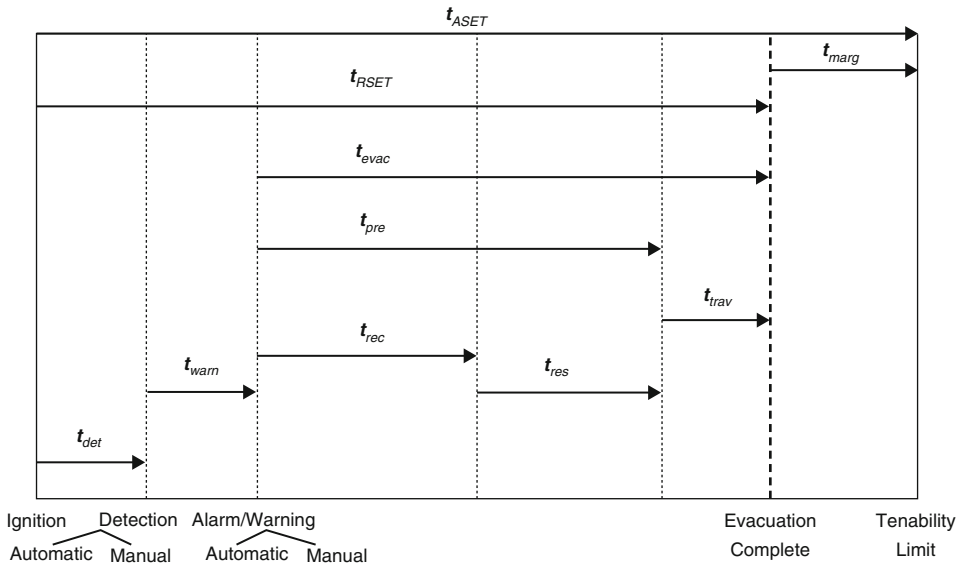 t_ASET
t_marg
t_RSET
t_evac
t_pre
t_trav
t_rec
t_warn
t_res
t_det
Ignition Detection Alarm/Warning Evacuation Complete Tenability Limit
Automatic Manual Automatic Manual